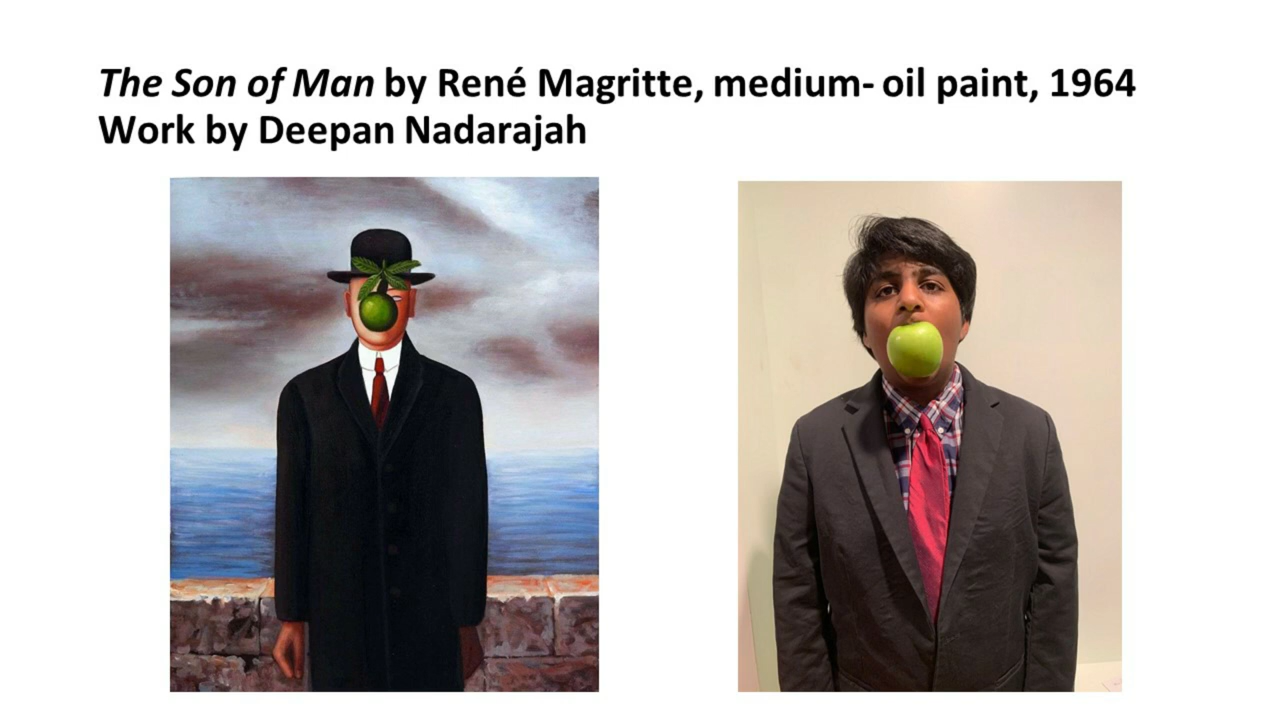 The Son of Man by René Magritte, medium- oil paint, 1964
Work by Deepan Nadarajah